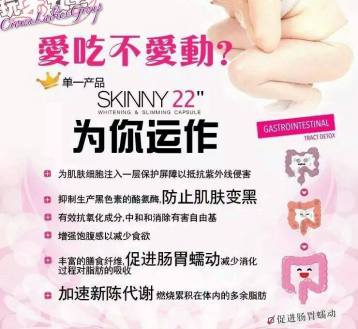 愛吃不愛動?
单一产品
SKINNY 22"
WHITENING & SLIMMING CAPSULE
为你运作
GASTROINTESTINAL
TRACT DETOX
为肌肤细胞注入一层保护屏障以抵抗紫外线侵害
抑制生产黑色素的酪氨酶,防止肌肤变黑
有效抗氧化成分,中和和消除有害自由基
增强饱腹感以减少食欲
丰富的膳食纤维,促进肠胃蠕动减少消化
过程对脂肪的吸收
加速新陈代谢 燃烧累积在体内的多余脂肪
促进肠胃蠕动